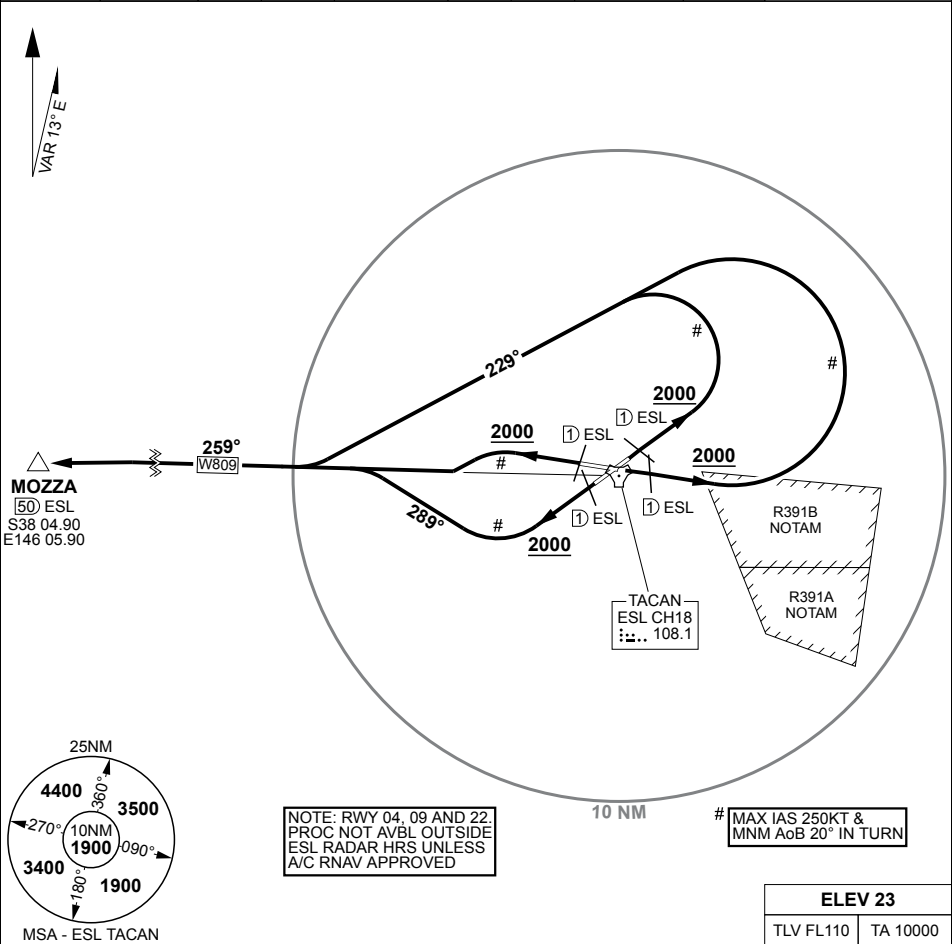 VAR 13° E
229°
#
#
2000
1 ESL
1 ESL
2000
#
259°
W809
2000
MOZZA
50 ESL
S38 04.90
E146 05.90
289°
#
1 ESL
1 ESL
2000
R391B
NOTAM
R391A
NOTAM
TACAN
ESL CH18
108.1
10 NM
25NM
4400
360°
3500
270°
10NM
1900
090°
3400
180°
1900
MSA - ESL TACAN
NOTE: RWY 04, 09 AND 22.
PROC NOT AVBL OUTSIDE
ESL RADAR HRS UNLESS
A/C RNAV APPROVED
# MAX IAS 250KT &
MNM AoB 20° IN TURN
ELEV 23
TLV FL110 TA 10000